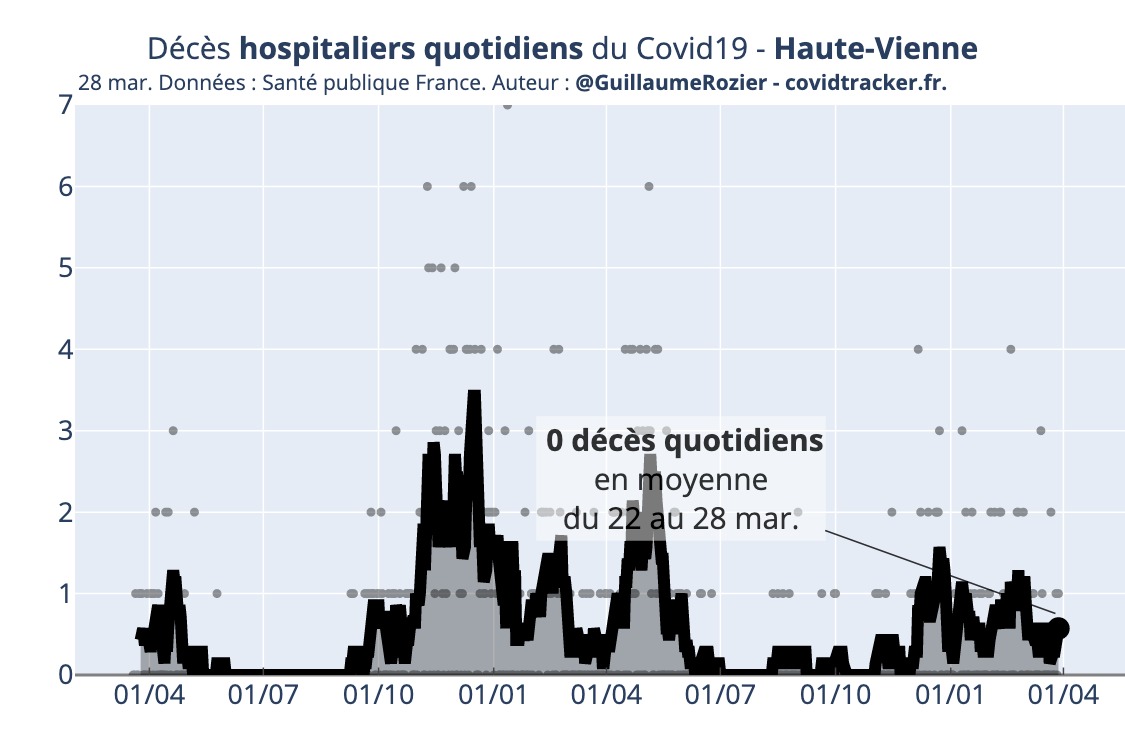 Décès hospitaliers quotidiens du Covid19 - Haute-Vienne
28 mar. Données : Santé publique France. Auteur : @GuillaumeRozier - covidtracker.fr.
7
6
5
4
3
2
1
0
0 décès quotidiens
en moyenne
du 22 au 28 mar.
01/04 01/07 01/10 01/01 01/04 01/07 01/10 01/01 01/04